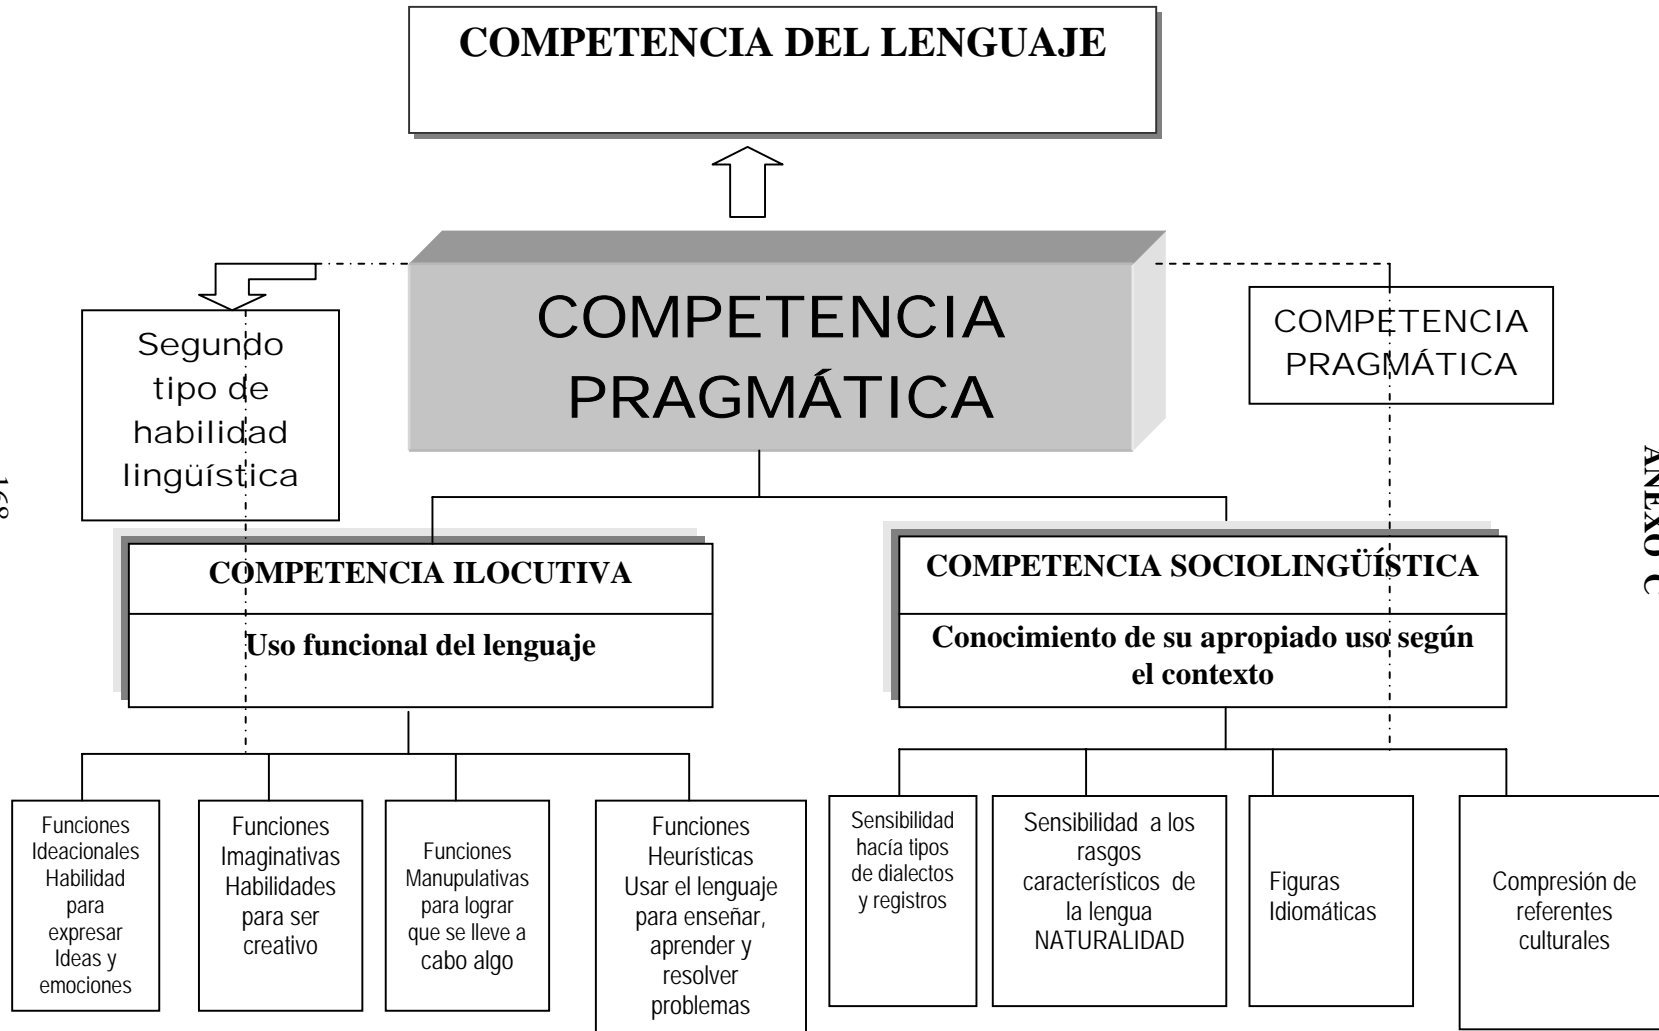 COMPETENCIA DEL LENGUAJE
COMPETENCIA
PRAGMÁTICA
Segundo
tipo de
habilidad
lingüística
COMPETENCIA
PRAGMÁTICA
COMPETENCIA ILOCUTIVA
Uso funcional del lenguaje
COMPETENCIA SOCIOLINGÜÍSTICA
Conocimiento de su apropiado uso según
el contexto
Funciones
Ideacionales
Habilidad
para
expresar
Ideas y
emociones
Funciones
Imaginativas
Habilidades
para ser
creativo
Funciones
Manupulativas
para lograr
que se lleve a
cabo algo
Funciones
Heurísticas
Usar el lenguaje
para enseñar,
aprender y
resolver
problemas
Sensibilidad
hacía tipos
de dialectos
y registros
Sensibilidad a los
rasgos
característicos de
la lengua
NATURALIDAD
Figuras
Idiomáticas
Compresión de
referentes
culturales
ANEXO C
168